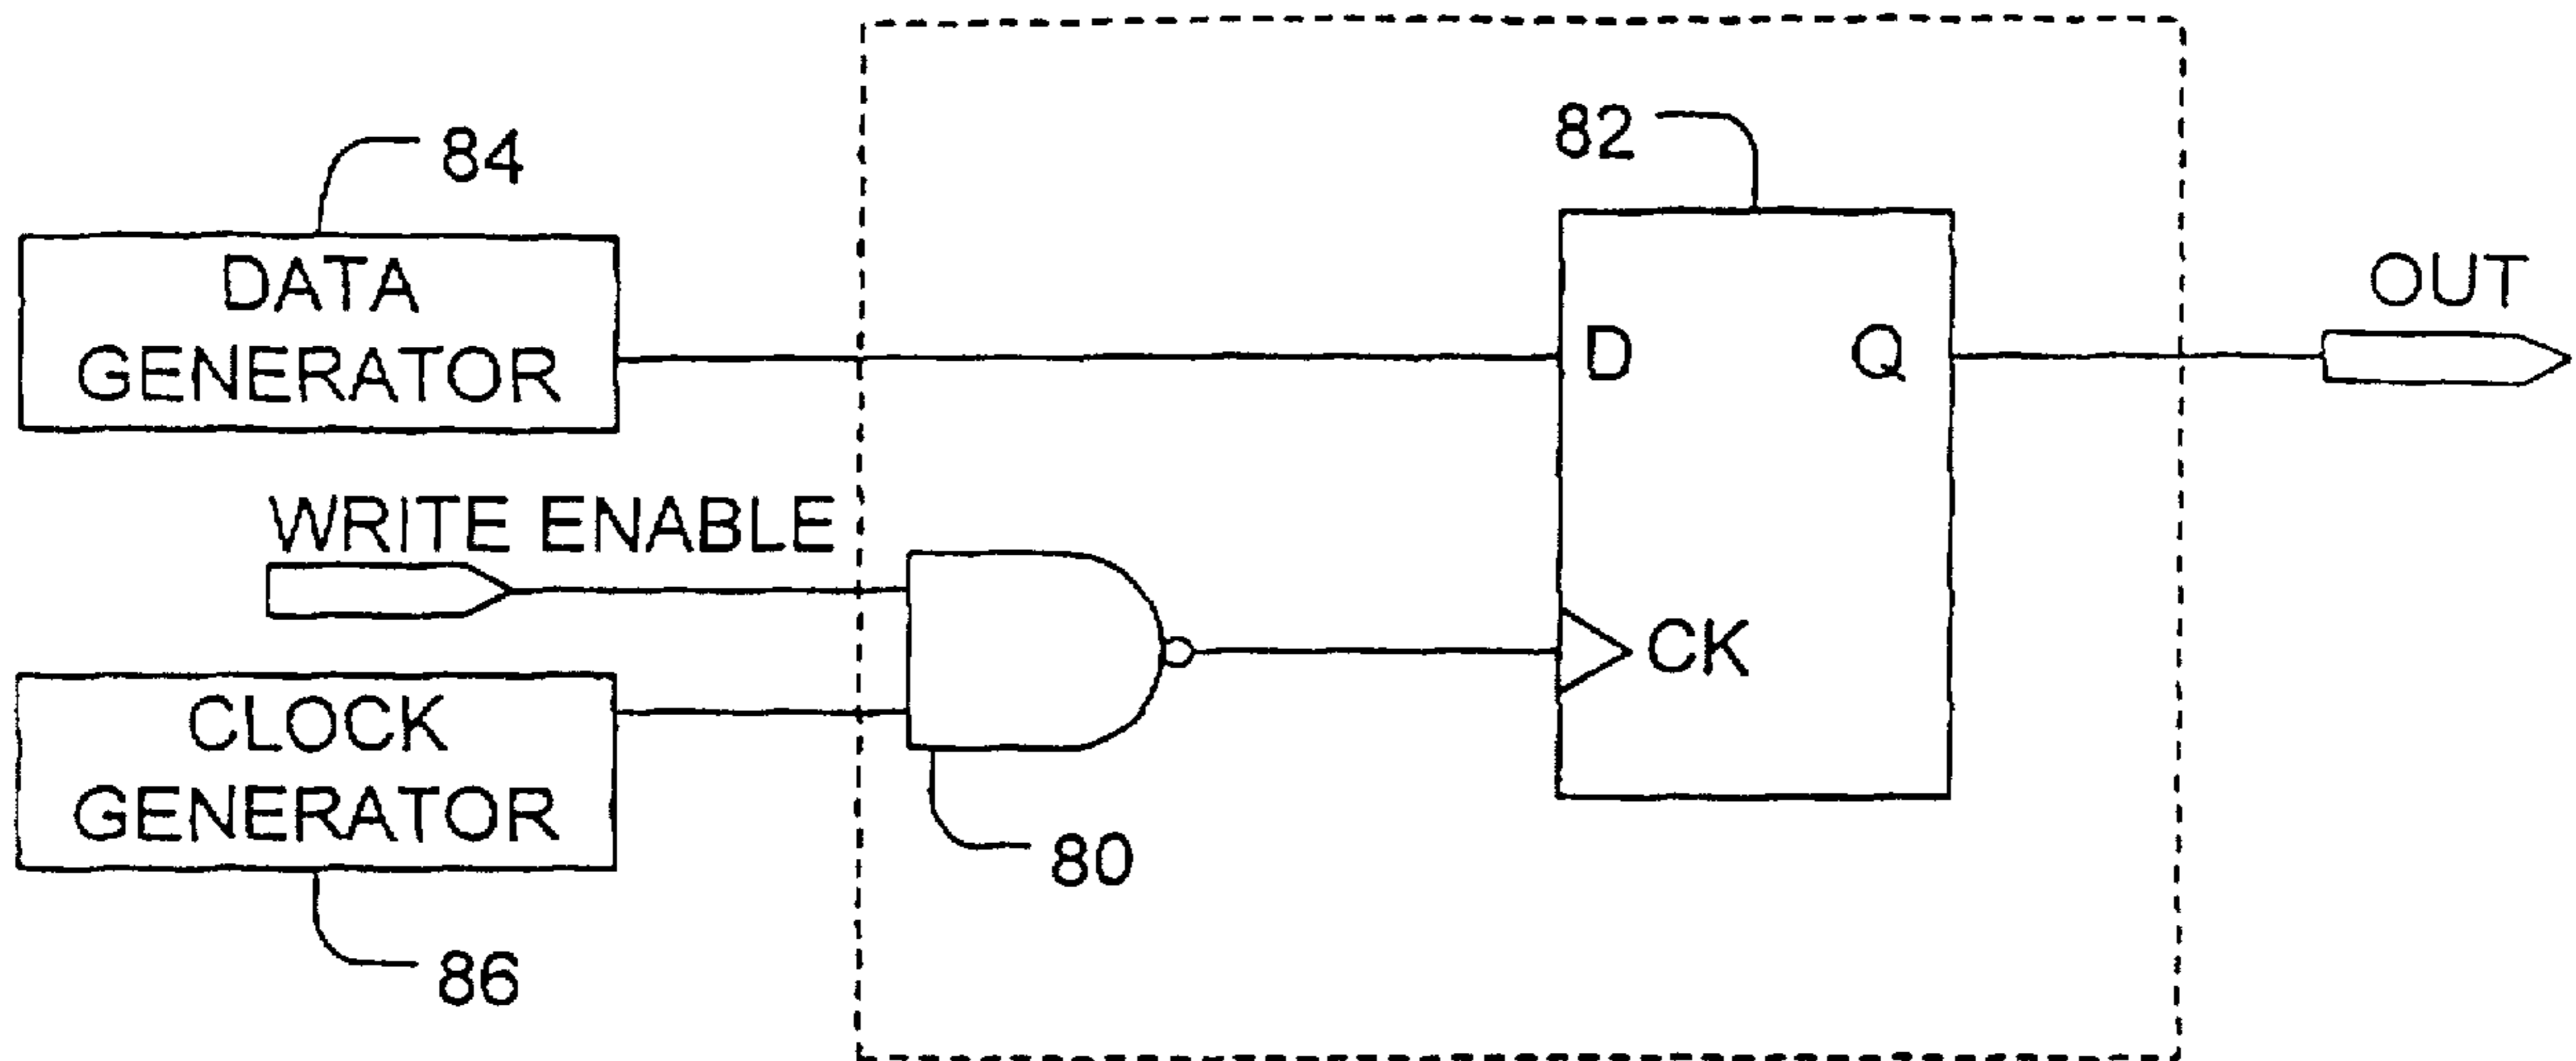 82
84
DATA
GENERATOR
OUT
D
Q
WRITE ENABLE
CK
CLOCK
GENERATOR
80
86